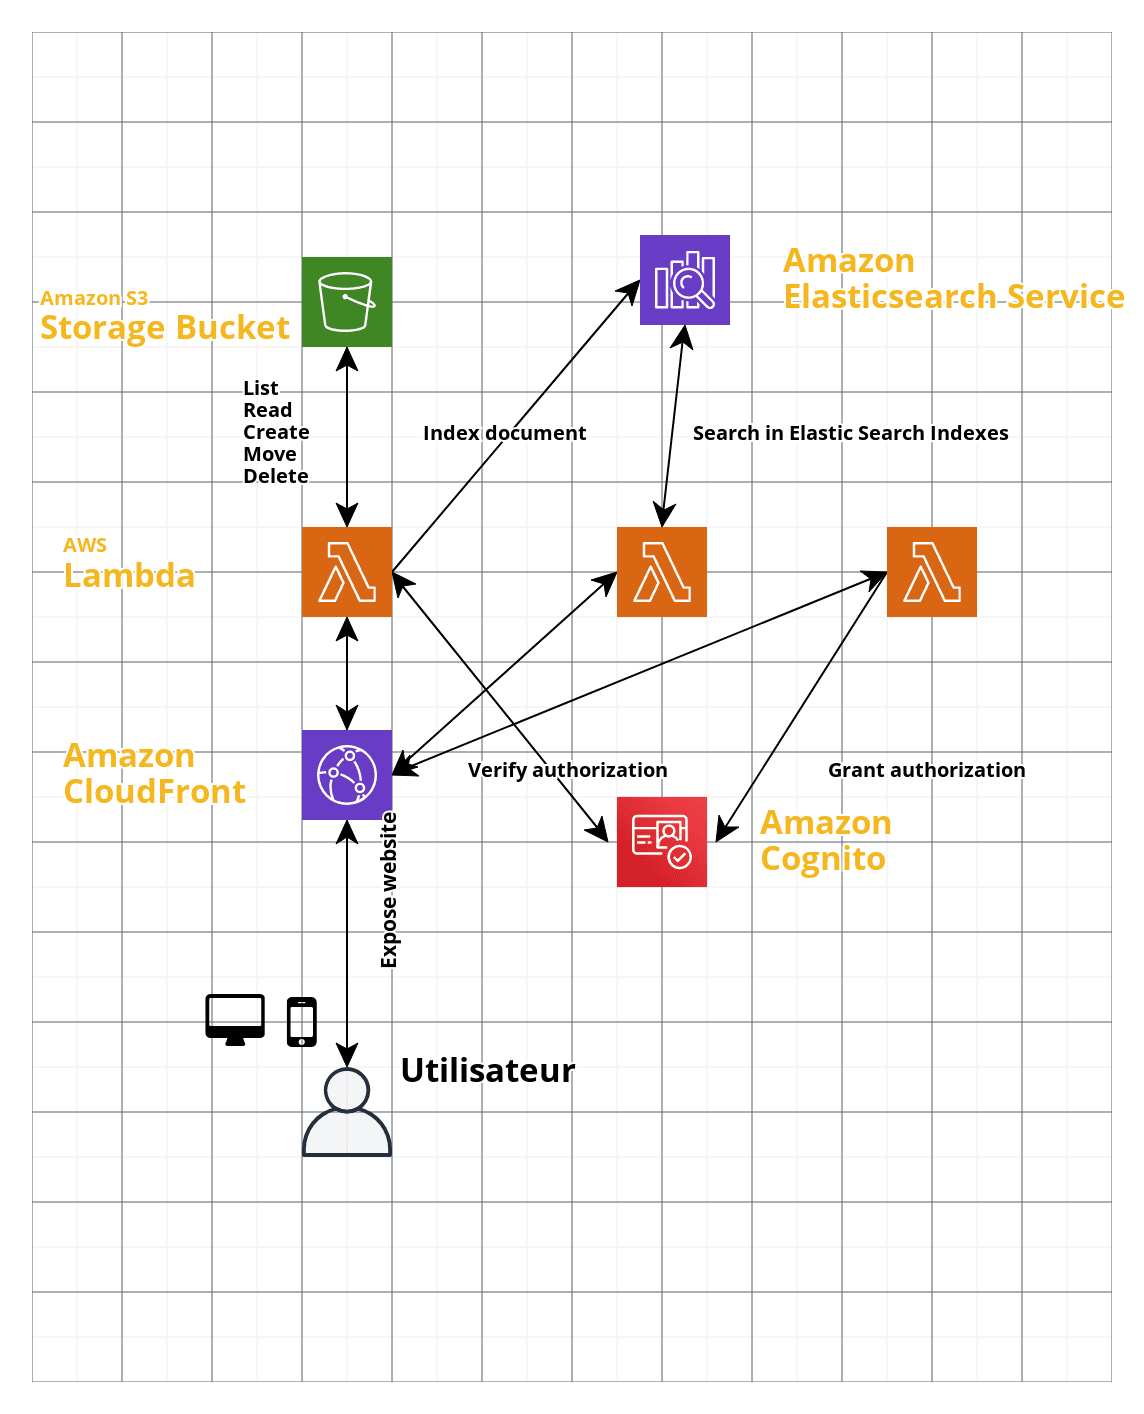 Amazon
Elasticsearch Service
Amazon S3
Storage Bucket
List
Read
Create
Move
Delete
Index document
Search in Elastic Search Indexes
AWS
Lambda
Amazon
CloudFront
Verify authorization
Grant authorization
Amazon
Cognito
Expose website
Utilisateur